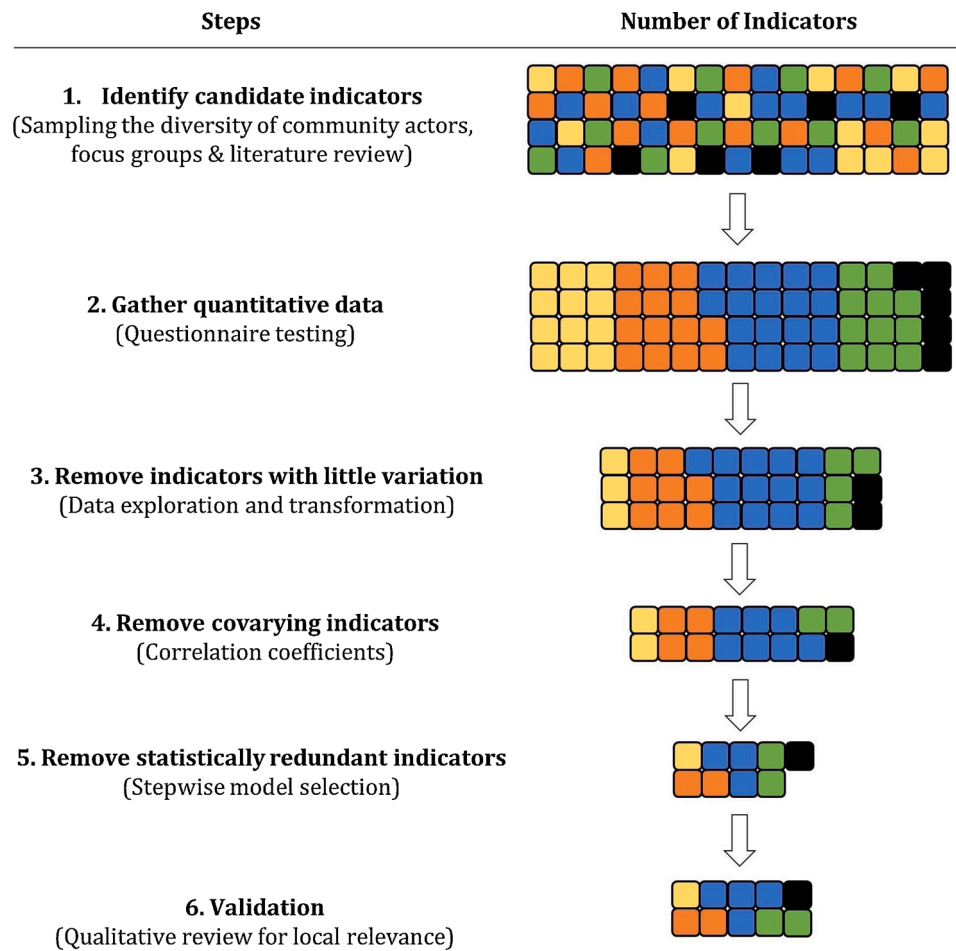 Steps
Number of Indicators
1. Identify candidate indicators
(Sampling the diversity of community actors,
focus groups & literature review)
2. Gather quantitative data
(Questionnaire testing)
3. Remove indicators with little variation
(Data exploration and transformation)
4. Remove covarying indicators
(Correlation coefficients)
5. Remove statistically redundant indicators
(Stepwise model selection)
6. Validation
(Qualitative review for local relevance)